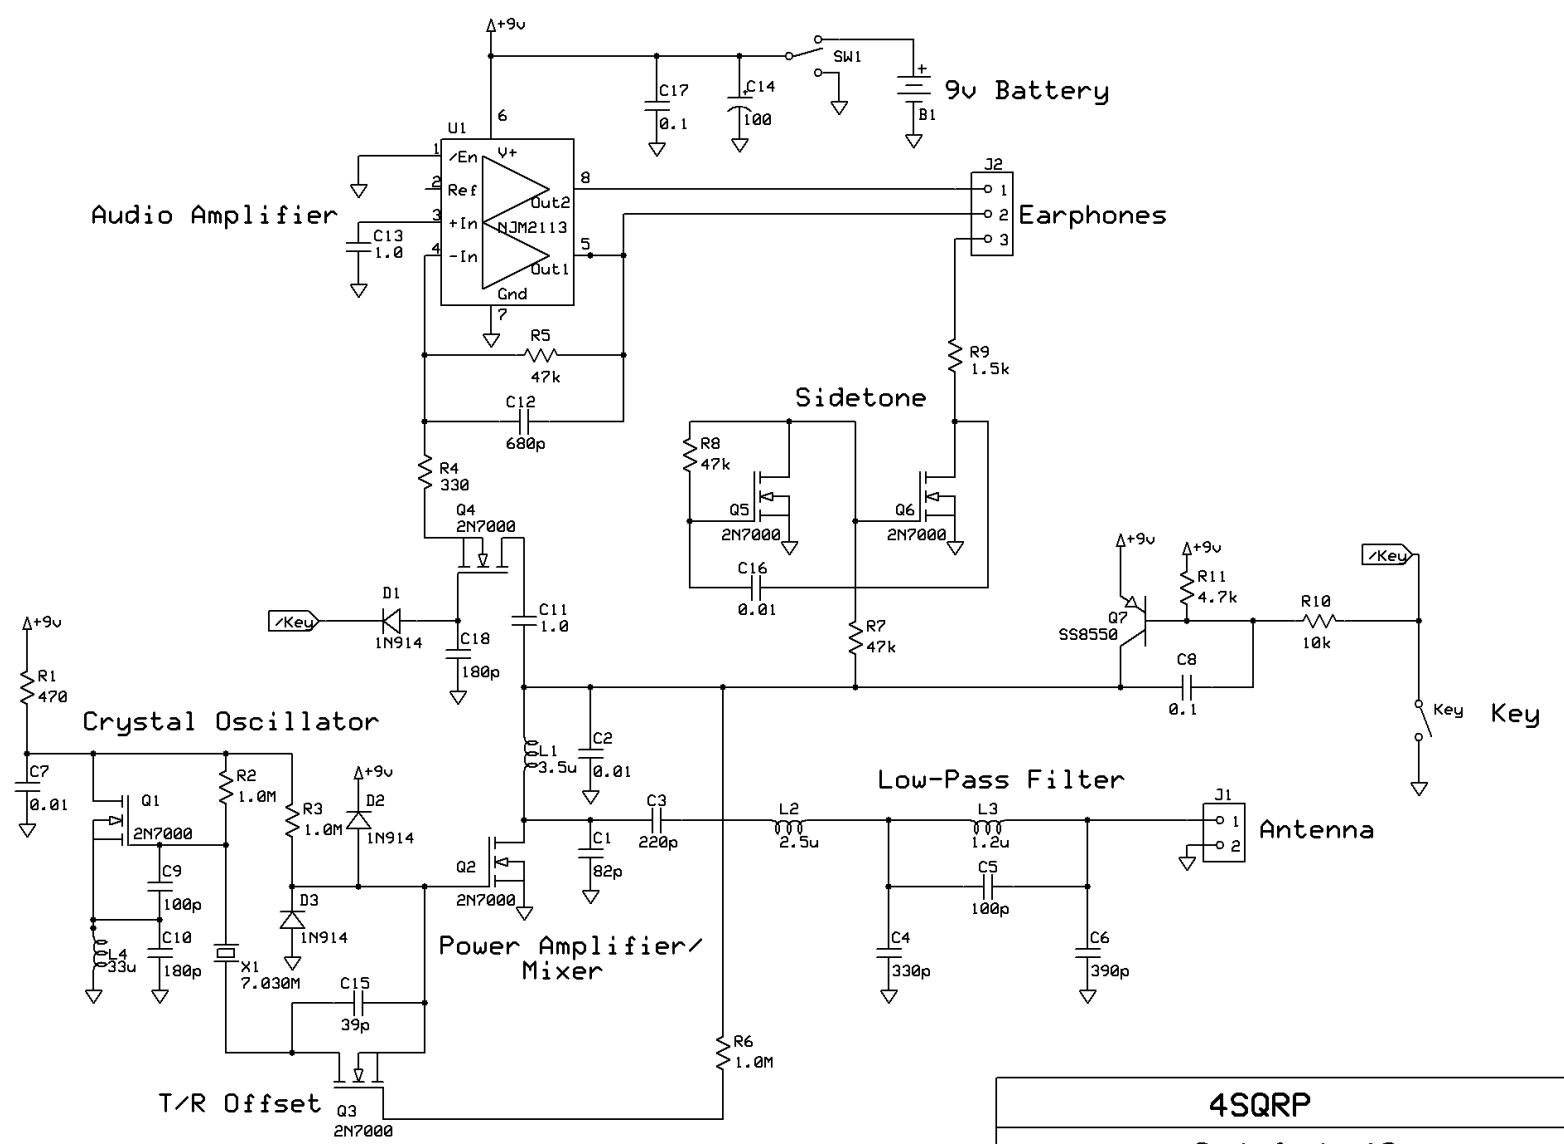 +9v
SW1
C17
0.1
C14
100
+
9v Battery
B1
6
U1
1
/En
V+
2
Ref
Out2
8
Audio Amplifier
3
+In
NJM2113
C13
1.0
4
-In
Out1
5
Gnd
7
J2
1
2
3
Earphones
R5
47k
C12
680p
R4
330
R9
1.5k
Sidetone
R8
47k
Q5
2N7000
Q6
2N7000
C16
0.01
Q4
2N7000
D1
/Key
1N914
C18
180p
C11
1.0
R7
47k
+9v
+9v
R11
4.7k
Q7
SS8550
R10
10k
/Key
C8
0.1
Key
Key
+9v
R1
470
Crystal Oscillator
C7
0.01
Q1
2N7000
R2
1.0M
R3
1.0M
+9v
D2
1N914
C9
100p
C10
180p
L4
33u
X1
7.030M
D3
1N914
L1
3.5u
C2
0.01
Q2
2N7000
C1
82p
C3
220p
Power Amplifier/
Mixer
Low-Pass Filter
L2
2.5u
L3
1.2u
C5
100p
C4
330p
C6
390p
J1
1
2
Antenna
C15
39p
T/R Offset
Q3
2N7000
R6
1.0M
4SQRP